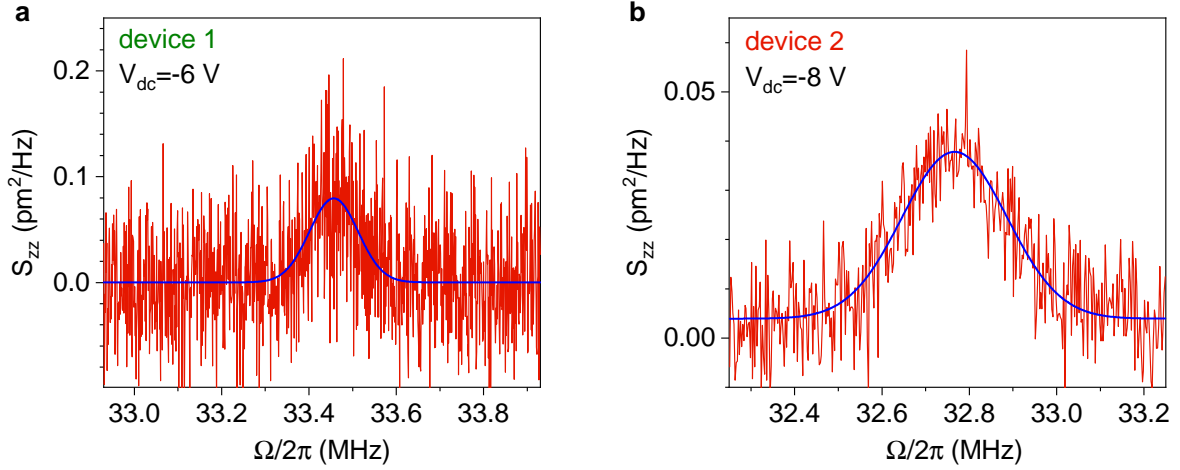 a
device 1
V_dc=-6 V
0.2
0.1
0.0
S_zz (pm²/Hz)
33.0 33.2 33.4 33.6 33.8
Ω/2π (MHz)
b
device 2
V_dc=-8 V
0.05
0.00
S_zz (pm²/Hz)
32.4 32.6 32.8 33.0 33.2
Ω/2π (MHz)